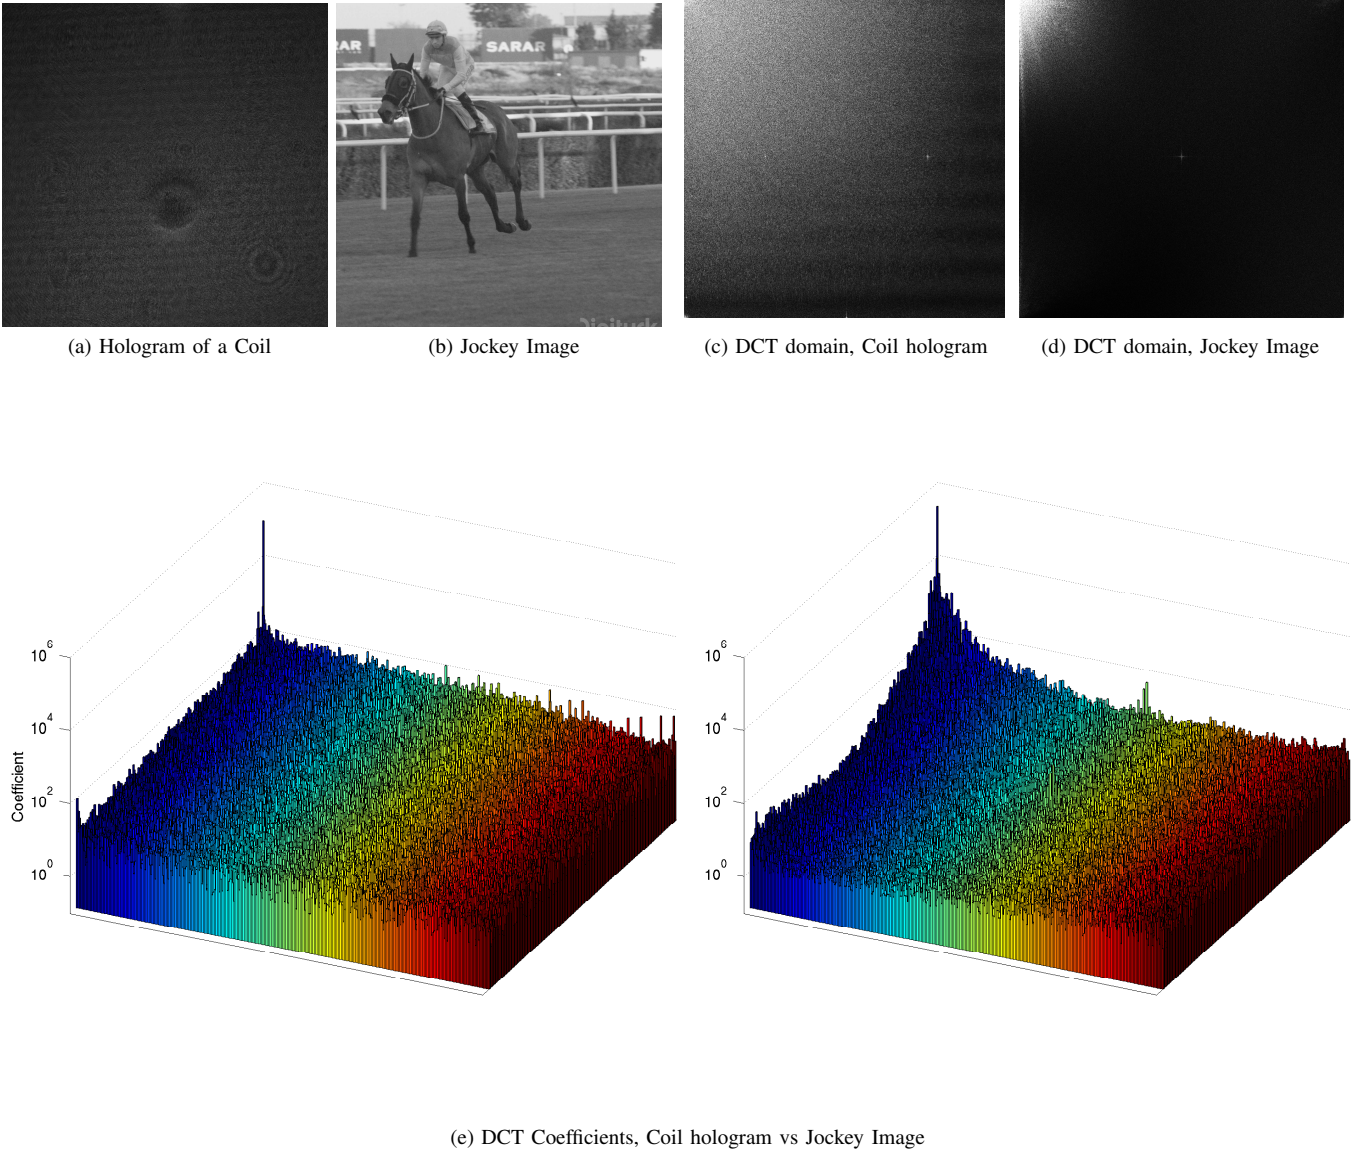 AR
SARAR
Digiturk
(a) Hologram of a Coil
(b) Jockey Image
(c) DCT domain, Coil hologram
(d) DCT domain, Jockey Image
10^6
10^4
10^2
10^0
Coefficient
10^6
10^4
10^2
10^0
(e) DCT Coefficients, Coil hologram vs Jockey Image